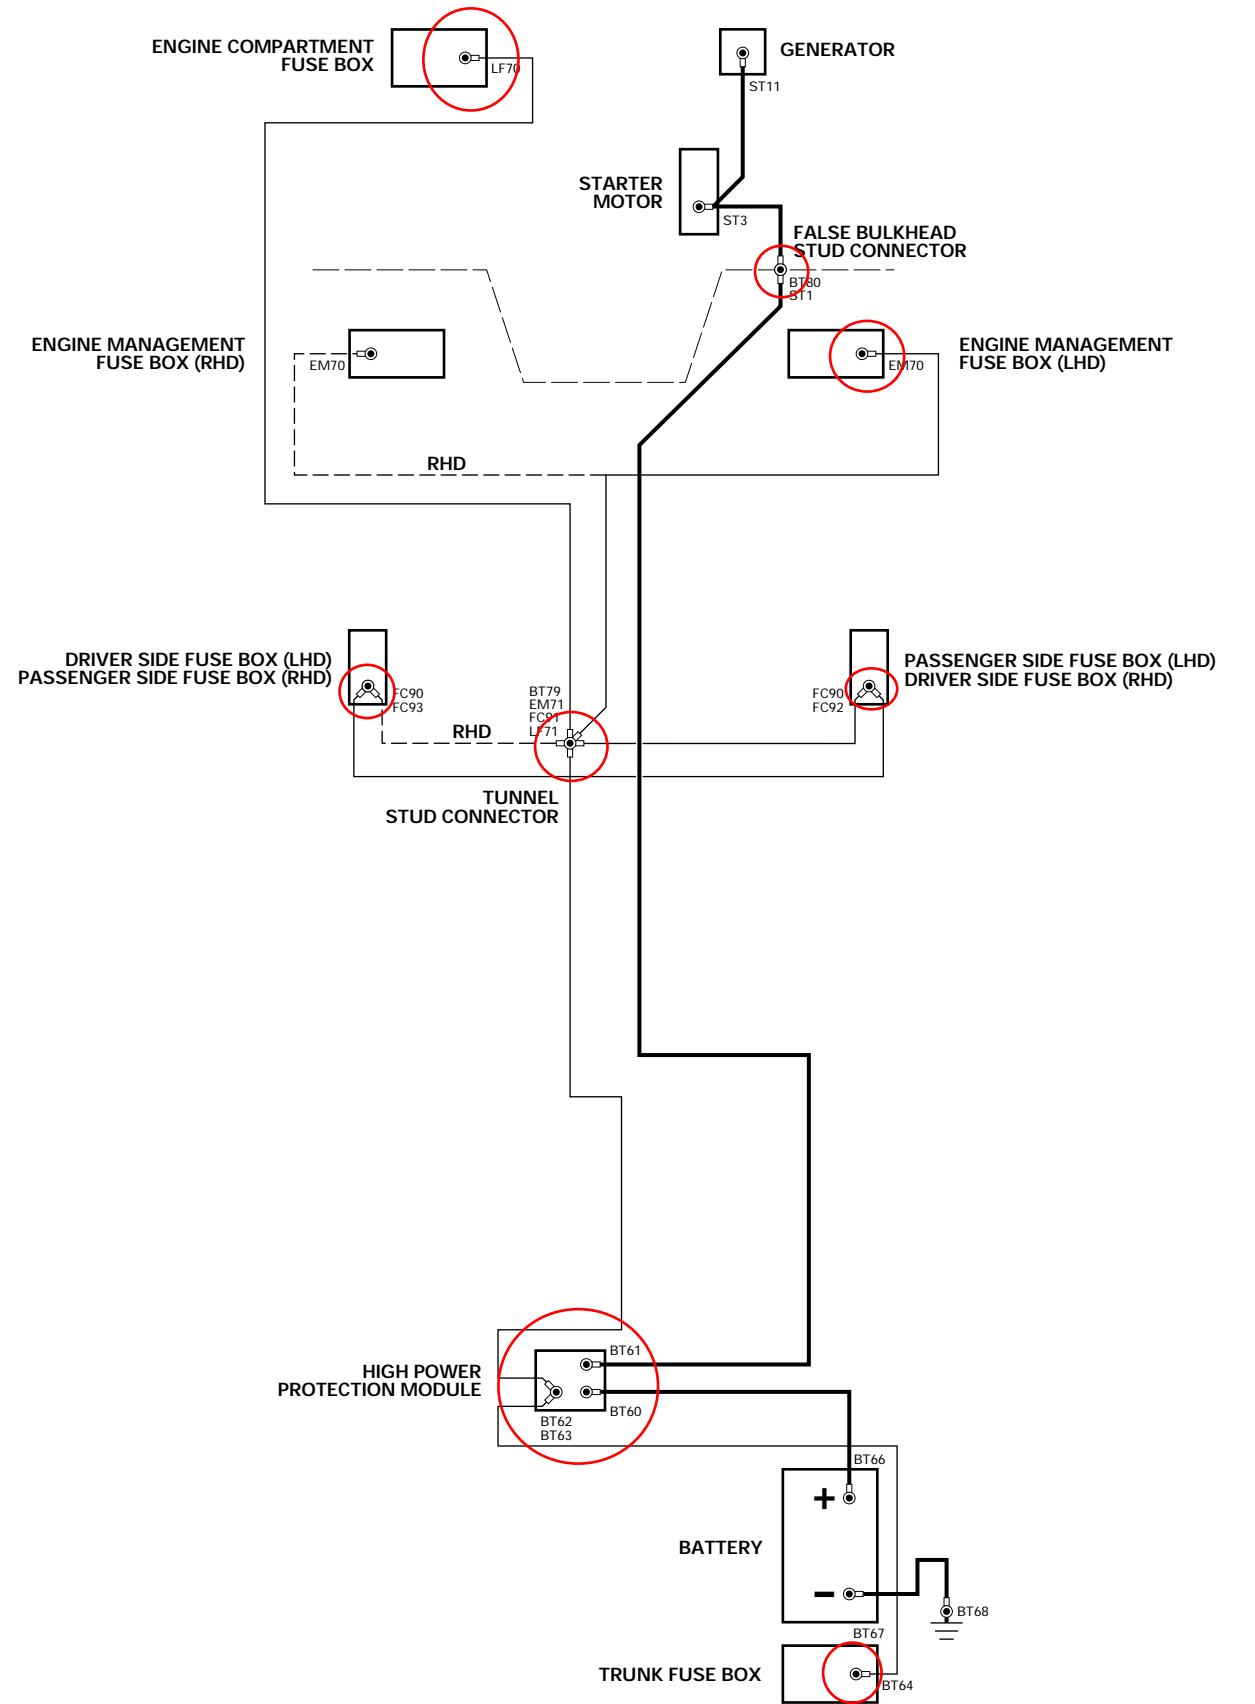 ENGINE COMPARTMENT
FUSE BOX
LF70
GENERATOR
ST11
STARTER
MOTOR
ST3
FALSE BULKHEAD
STUD CONNECTOR
BT80
ST1
ENGINE MANAGEMENT
FUSE BOX (RHD)
EM70
EM70
ENGINE MANAGEMENT
FUSE BOX (LHD)
RHD
DRIVER SIDE FUSE BOX (LHD)
PASSENGER SIDE FUSE BOX (RHD)
FC90
FC93
BT79
EM71
FC91
LF71
FC90
FC92
PASSENGER SIDE FUSE BOX (LHD)
DRIVER SIDE FUSE BOX (RHD)
RHD
TUNNEL
STUD CONNECTOR
BT61
HIGH POWER
PROTECTION MODULE
BT60
BT62
BT63
BT66
+
BATTERY
–
BT68
BT67
TRUNK FUSE BOX
BT64